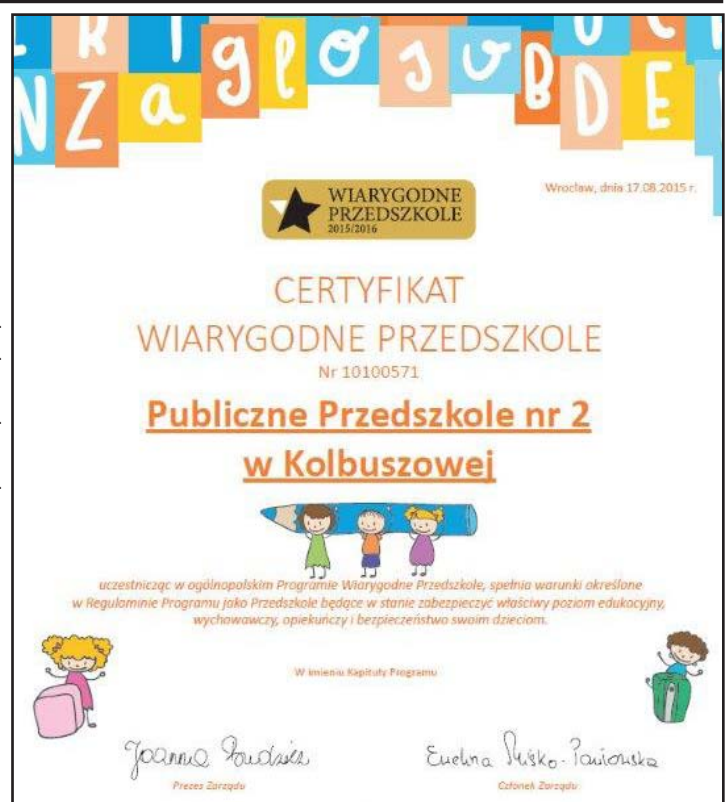 Z R I U C L
N Z a g l o s u B D E
Wrocław, dnia 17.08.2015 r.
WIARYGODNE
PRZEDSZKOLE
2015/2016
CERTYFIKAT
WIARYGODNE PRZEDSZKOLE
Nr 10100571
Publiczne Przedszkole nr 2
w Kolbuszowej
uczestnicząc w ogólnopolskim Programie Wiarygodne Przedszkole, spełnia warunki określone
w Regulaminie Programu jako Przedszkole będące w stanie zabezpieczyć właściwy poziom edukacyjny,
wychowawczy, opiekuńczy i bezpieczeństwo swoim dzieciom.
W imieniu Kapituły Programu
Joanna
Ewelina
Prezes Zarządu
Członek Zarządu